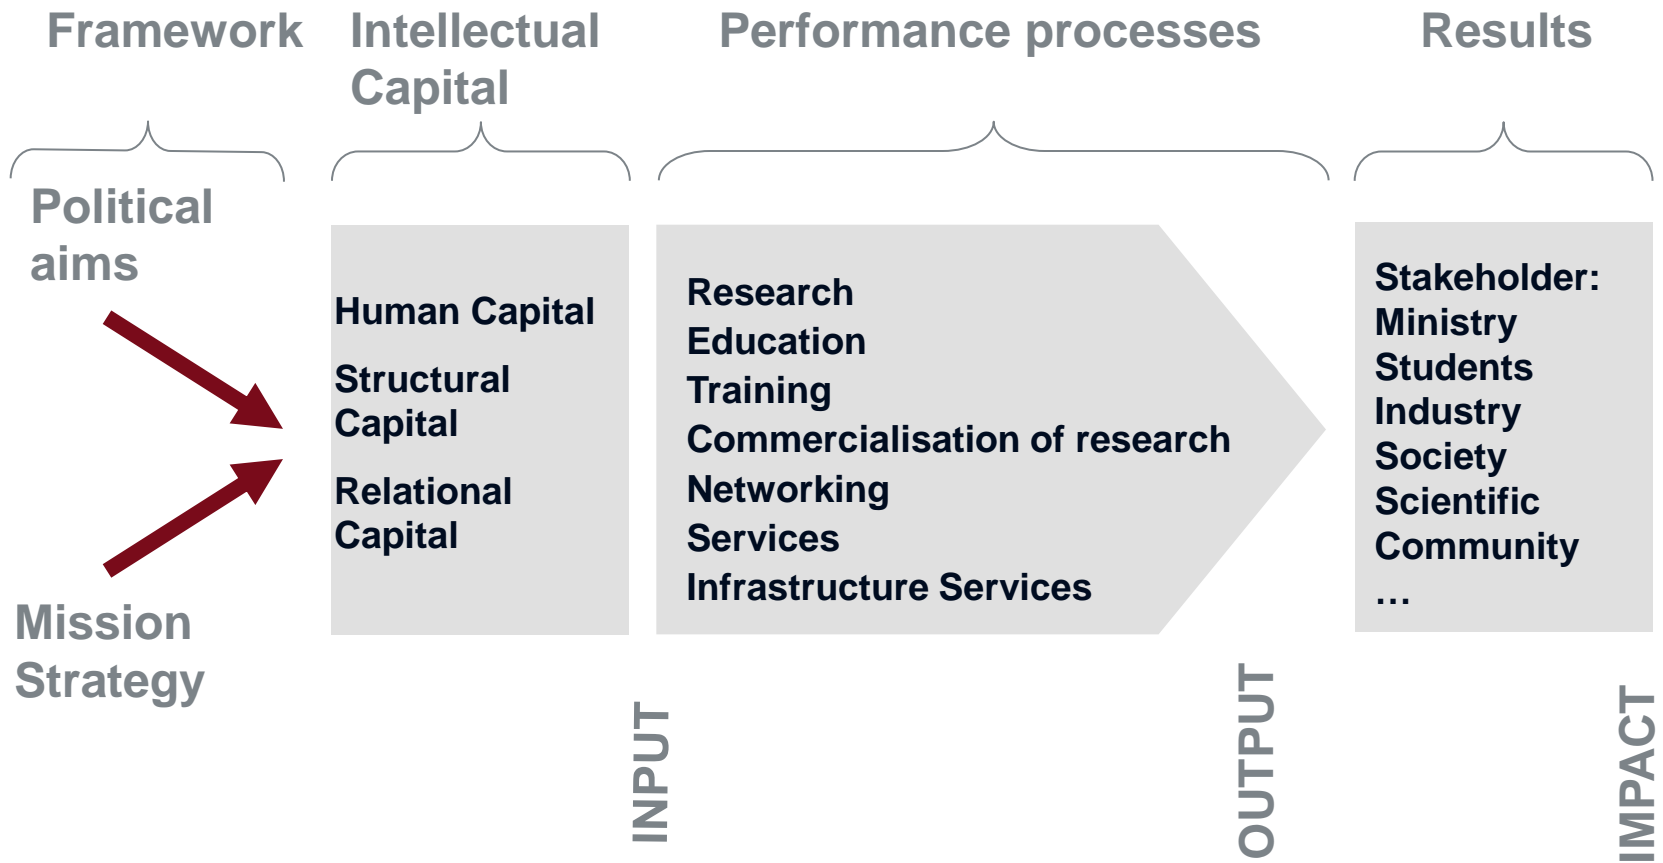 Framework
Intellectual
Capital
Performance processes
Results
Political
aims
Mission
Strategy
Human Capital
Structural
Capital
Relational
Capital
Research
Education
Training
Commercialisation of research
Networking
Services
Infrastructure Services
Stakeholder:
Ministry
Students
Industry
Society
Scientific
Community
…
INPUT
OUTPUT
IMPACT